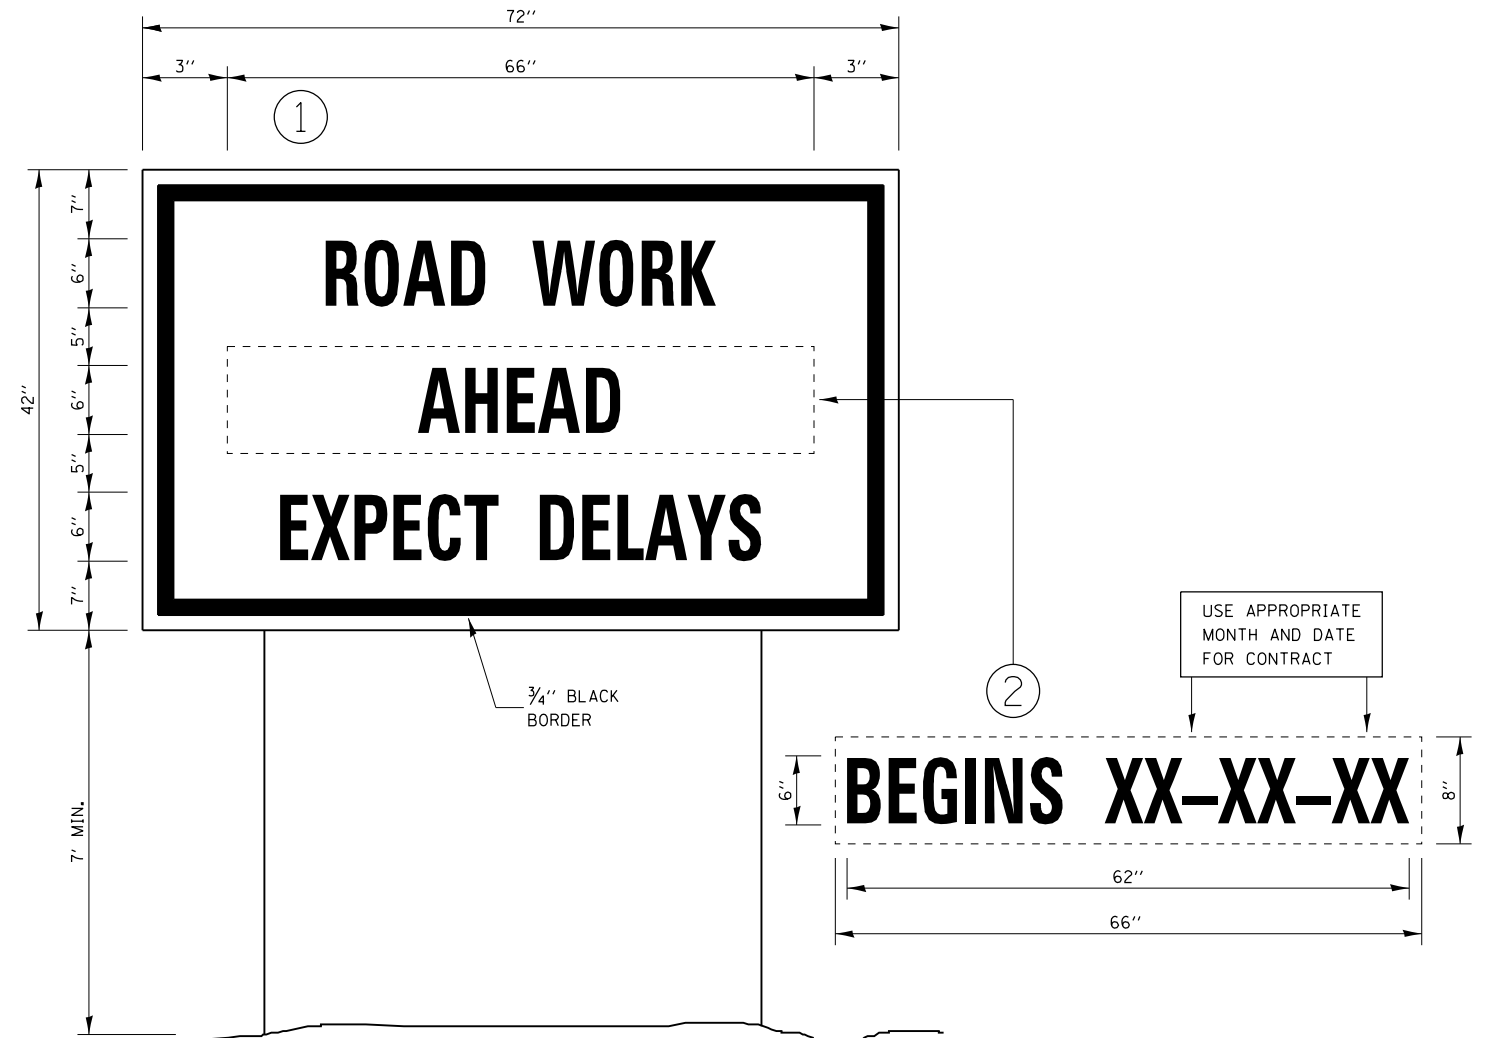 72''
3'' 66'' 3''
1
7''
6''
5''
6''
5''
6''
7''
42''
7' MIN.
ROAD WORK
AHEAD
EXPECT DELAYS
3/4'' BLACK
BORDER
2
USE APPROPRIATE
MONTH AND DATE
FOR CONTRACT
6''
BEGINS XX-XX-XX
8''
62''
66''